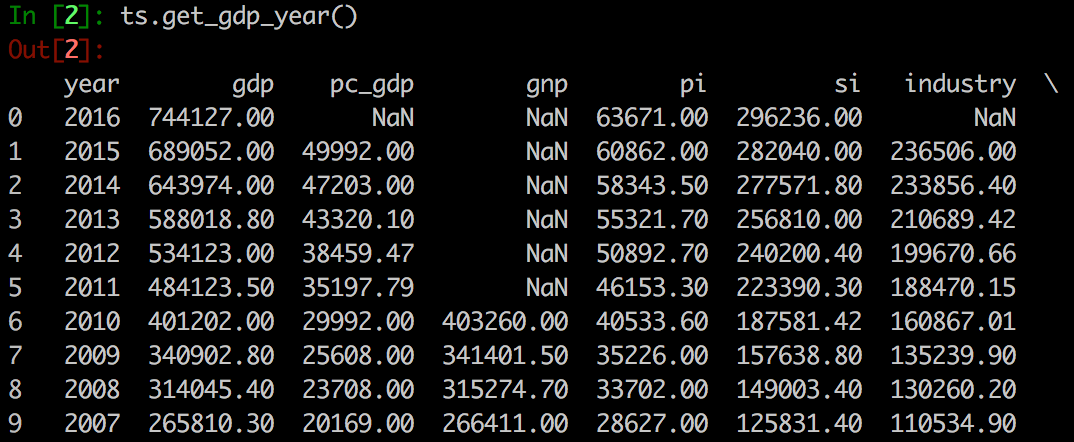 In [2]: ts.get_gdp_year()
Out[2]:
year gdp pc_gdp gnp pi si industry \
0 2016 744127.00 NaN NaN 63671.00 296236.00 NaN
1 2015 689052.00 49992.00 NaN 60862.00 282040.00 236506.00
2 2014 643974.00 47203.00 NaN 58343.50 277571.80 233856.40
3 2013 588018.80 43320.10 NaN 55321.70 256810.00 210689.42
4 2012 534123.00 38459.47 NaN 50892.70 240200.40 199670.66
5 2011 484123.50 35197.79 NaN 46153.30 223390.30 188470.15
6 2010 401202.00 29992.00 403260.00 40533.60 187581.42 160867.01
7 2009 340902.80 25608.00 341401.50 35226.00 157638.80 135239.90
8 2008 314045.40 23708.00 315274.70 33702.00 149003.40 130260.20
9 2007 265810.30 20169.00 266411.00 28627.00 125831.40 110534.90